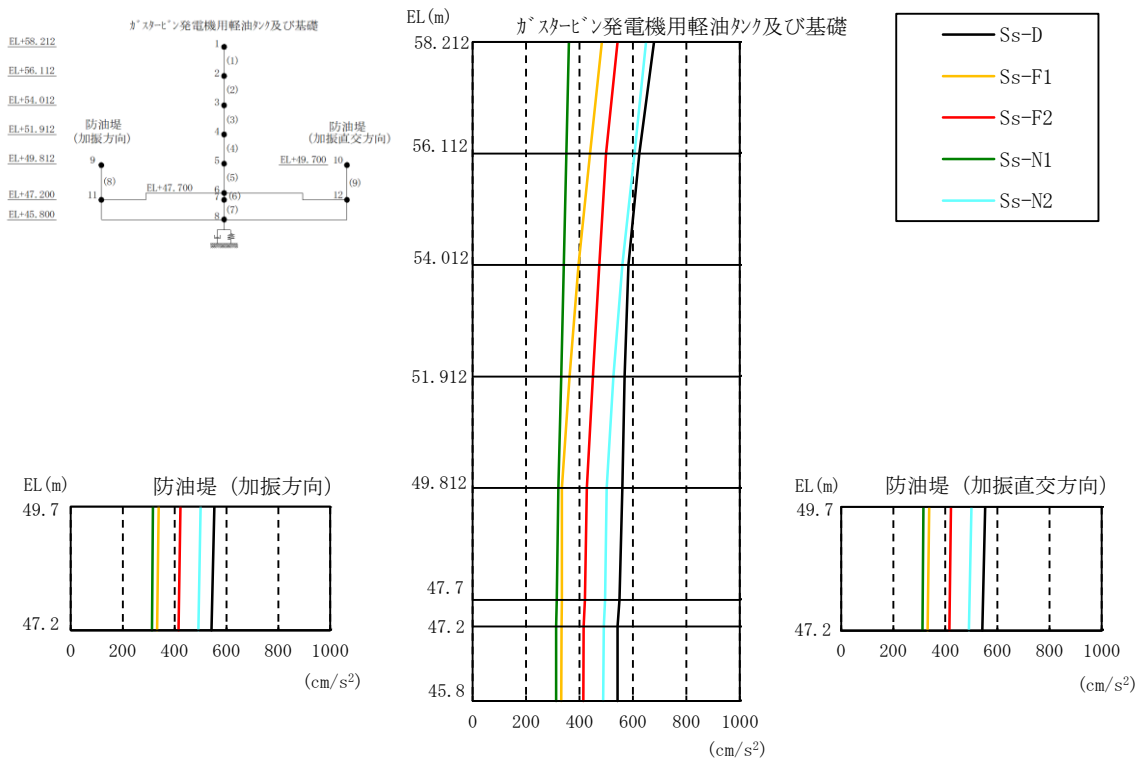 ｶﾞｽﾀｰﾋﾞﾝ発電機用軽油ﾀﾝｸ及び基礎
EL+58.212
EL+56.112
EL+54.012
EL+51.912
EL+49.812
EL+47.200
EL+45.800
EL+47.700
EL+49.700
防油堤
(加振方向)
防油堤
(加振直交方向)
1
2
3
4
5
6
7
8
9
10
11
12
(1)
(2)
(3)
(4)
(5)
(6)
(7)
(8)
(9)
EL(m)
ｶﾞｽﾀｰﾋﾞﾝ発電機用軽油ﾀﾝｸ及び基礎
58.212
56.112
54.012
51.912
49.812
47.7
47.2
45.8
0 200 400 600 800 1000
(cm/s²)
Ss-D
Ss-F1
Ss-F2
Ss-N1
Ss-N2
EL(m)
防油堤 (加振方向)
49.7
47.2
0 200 400 600 800 1000
(cm/s²)
EL(m)
防油堤 (加振直交方向)
49.7
47.2
0 200 400 600 800 1000
(cm/s²)